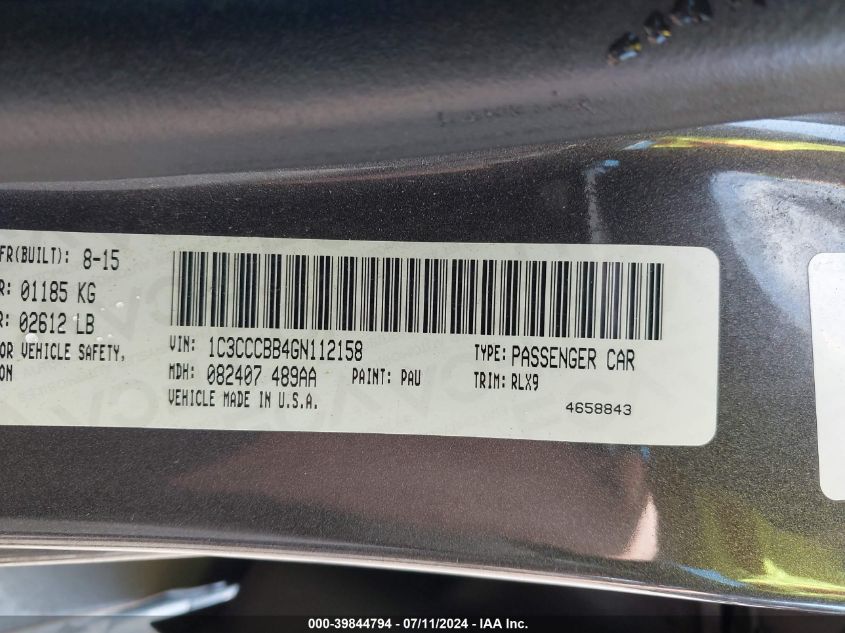 FR(BUILT): 8-15
R: 01185 KG
R: 02612 LB
OR VEHICLE SAFETY,
ON
VIN: 1C3CCCBB4GN112158 TYPE: PASSENGER CAR
MDH: 082407 489AA PAINT: PAU TRIM: RLX9
VEHICLE MADE IN U.S.A. 4658843
000-39844794 - 07/11/2024 - IAA Inc.